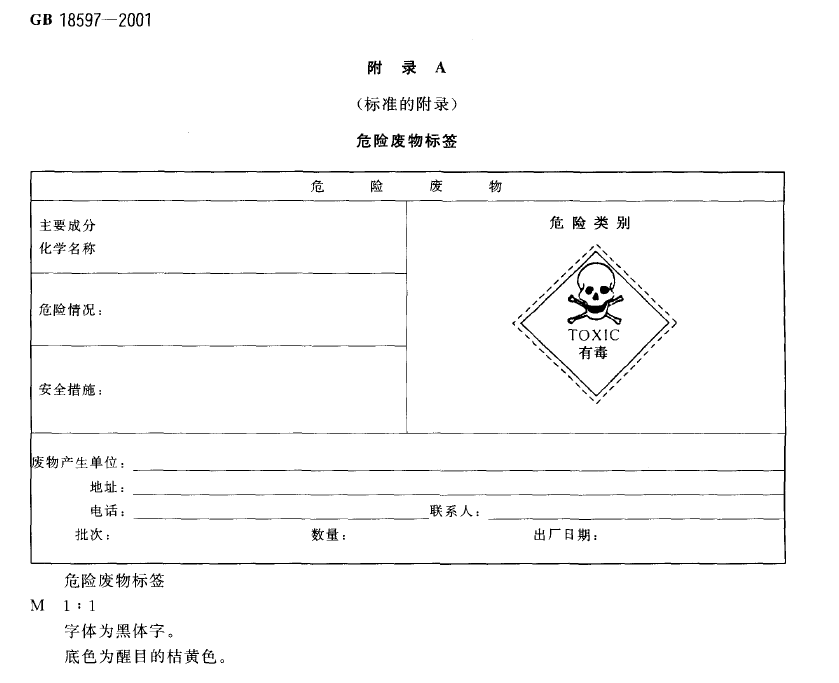 GB 18597—2001
附 录 A
(标准的附录)
危险废物标签
危 险 废 物
主要成分
化学名称
危险类别
TOXIC
有毒
危险情况:
安全措施:
废物产生单位:
地址:
电话: 联系人:
批次: 数量: 出厂日期:
危险废物标签
M 1:1
字体为黑体字。
底色为醒目的枯黄色。